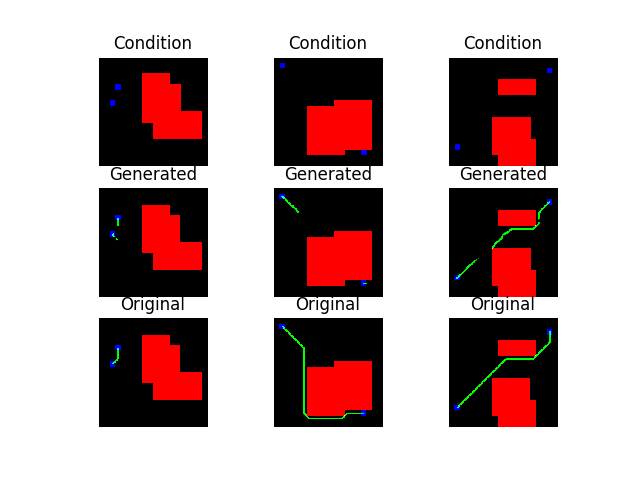 Condition Condition Condition
Generated Generated Generated
Original Original Original